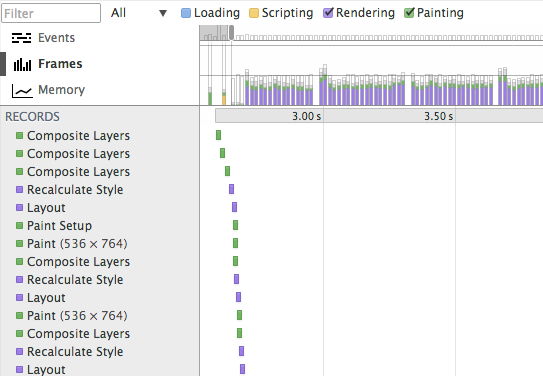 Filter All Loading Scripting Rendering Painting
Events
Frames
Memory
RECORDS 3.00 s 3.50 s
Composite Layers
Composite Layers
Composite Layers
Recalculate Style
Layout
Paint Setup
Paint (536 × 764)
Composite Layers
Recalculate Style
Layout
Paint (536 × 764)
Composite Layers
Recalculate Style
Layout